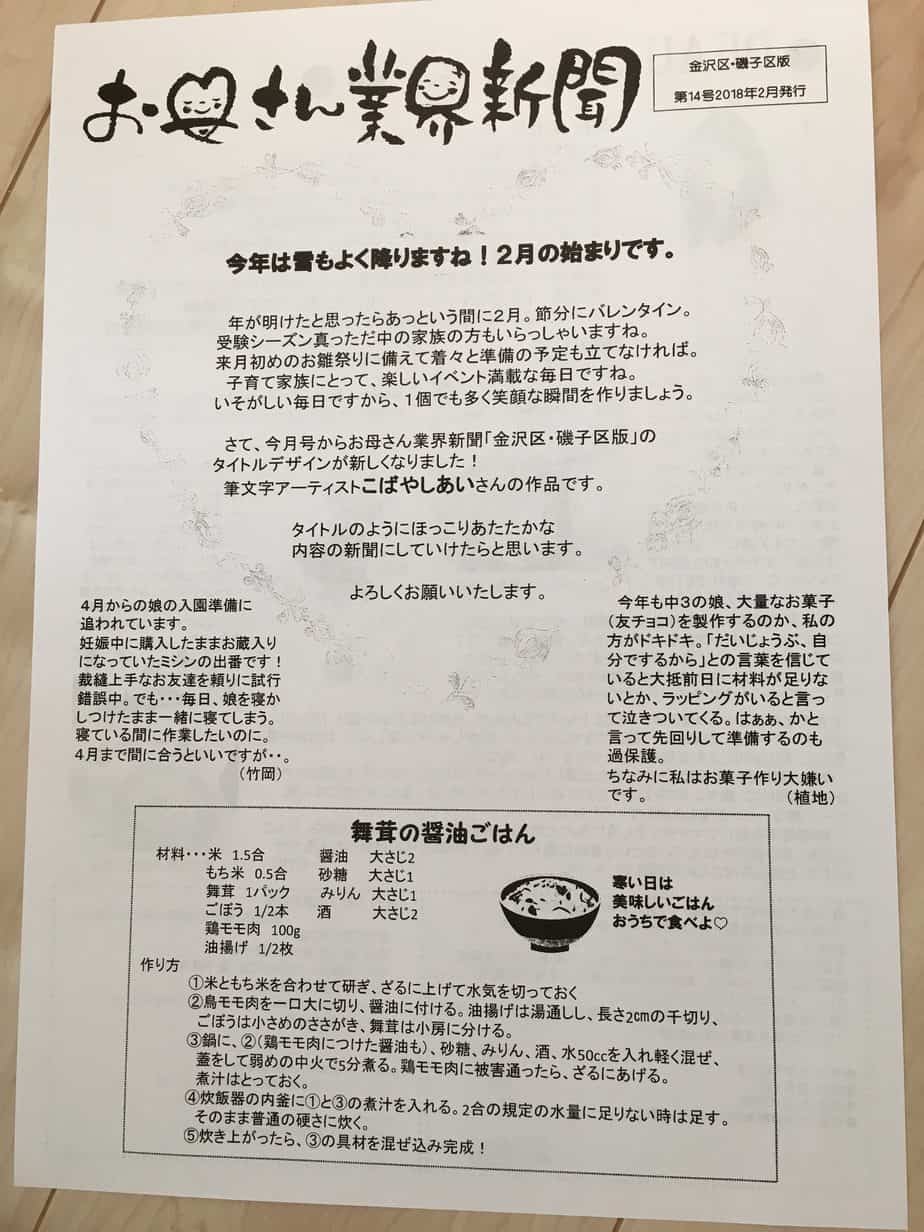 お母さん業界新聞
金沢区・磯子区版
第14号2018年2月発行
今年は雪もよく降りますね！２月の始まりです。
年が明けたと思ったらあっという間に２月。節分にバレンタイン。
受験シーズン真っただ中の家族の方もいらっしゃいますね。
来月初めのお雛祭りに備えて着々と準備の予定も立てなければ。
子育て家族にとって、楽しいイベント満載な毎日ですね。
いそがしい毎日ですから、１個でも多く笑顔な瞬間を作りましょう。
さて、今月号からお母さん業界新聞「金沢区・磯子区版」の
タイトルデザインが新しくなりました！
筆文字アーティストこばやしあいさんの作品です。
タイトルのようにほっこりあたたかな
内容の新聞にしていけたらと思います。
よろしくお願いいたします。
４月からの娘の入園準備に
追われています。
妊娠中に購入したままお蔵入り
になっていたミシンの出番です！
裁縫上手なお友達を頼りに試行
錯誤中。でも・・・毎日、娘を寝か
しつけたまま一緒に寝てしまう。
寝ている間に作業したいのに。
４月まで間に合うといいですが・・。
（竹岡）
今年も中３の娘、大量なお菓子
（友チョコ）を製作するのか、私の
方がドキドキ。「だいじょうぶ、自
分でするから」との言葉を信じて
いると大抵前日に材料が足りな
いとか、ラッピングがいると言っ
て泣きついてくる。はぁぁ、かと
言って先回りして準備するのも
過保護。
ちなみに私はお菓子作り大嫌い
です。 （植地）
舞茸の醤油ごはん
材料・・・米 1.5合 醤油 大さじ2
もち米 0.5合 砂糖 大さじ1
舞茸 1パック みりん 大さじ1
ごぼう 1/2本 酒 大さじ2
鶏モモ肉 100g
油揚げ 1/2枚
寒い日は
美味しいごはん
おうちで食べよ♡
作り方
①米ともち米を合わせて研ぎ、ざるに上げて水気を切っておく
②鳥モモ肉を一口大に切り、醤油に付ける。油揚げは湯通しし、長さ2㎝の千切り、
ごぼうは小さめのささがき、舞茸は小房に分ける。
③鍋に、②（鶏モモ肉につけた醤油も）、砂糖、みりん、酒、水50ccを入れ軽く混ぜ、
蓋をして弱めの中火で5分煮る。鶏モモ肉に被害通ったら、ざるにあげる。
煮汁はとっておく。
④炊飯器の内釜に①と③の煮汁を入れる。2合の規定の水量に足りない時は足す。
そのまま普通の硬さに炊く。
⑤炊き上がったら、③の具材を混ぜ込み完成！